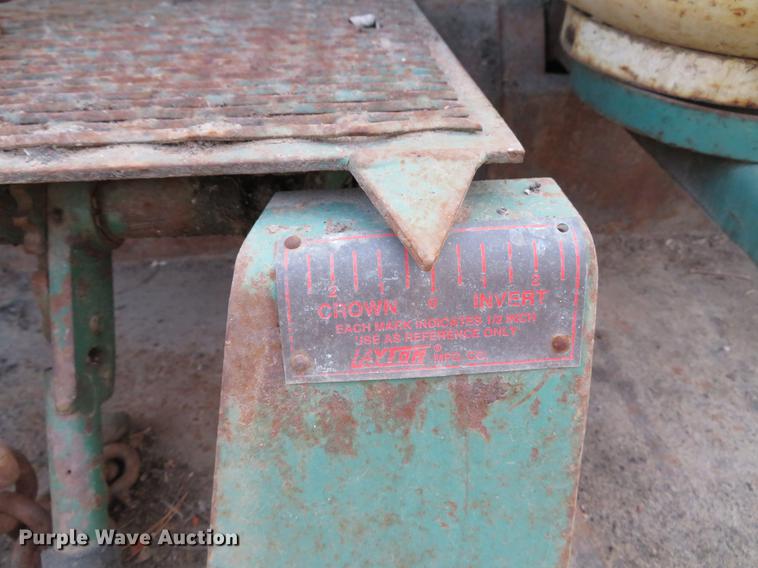 2 1 0 2
CROWN INVERT
EACH MARK INDICATES 1/2 INCH
USE AS REFERENCE ONLY
LAYTON ® MFG. CO.
Purple Wave Auction